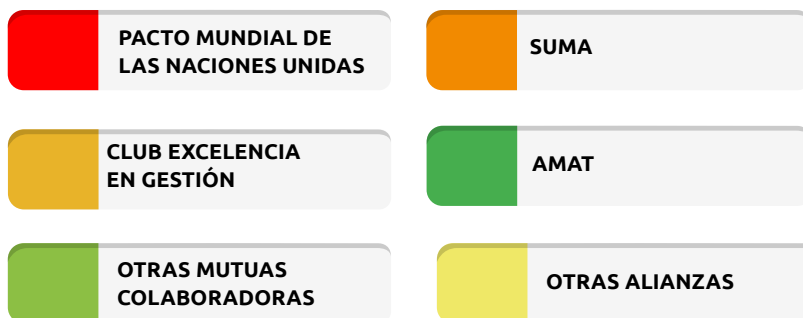 PACTO MUNDIAL DE
LAS NACIONES UNIDAS
SUMA
CLUB EXCELENCIA
EN GESTIÓN
AMAT
OTRAS MUTUAS
COLABORADORAS
OTRAS ALIANZAS